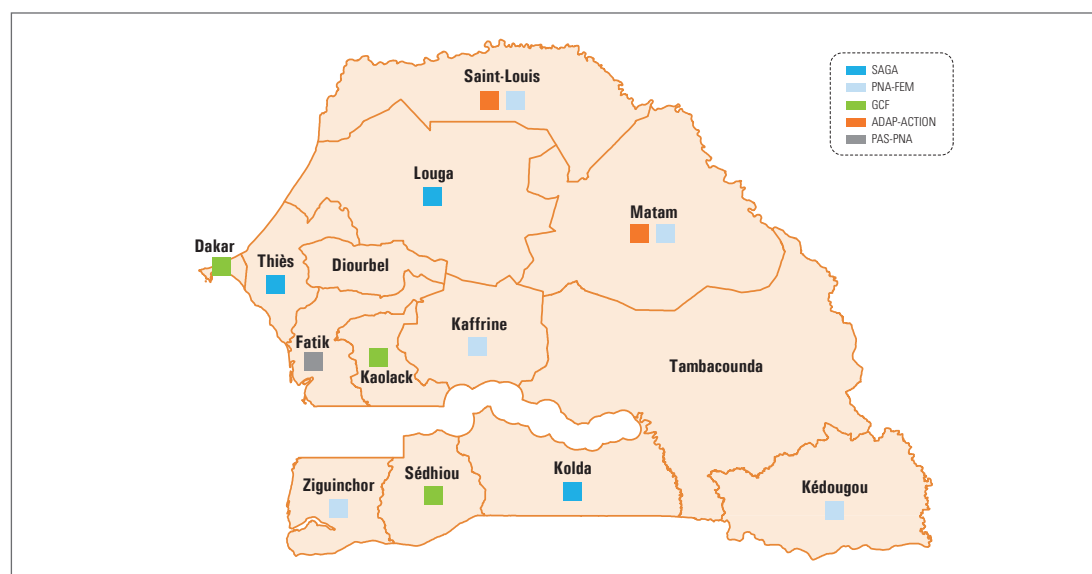 Saint-Louis
SAGA
PNA-FEM
GCF
ADAP-ACTION
PAS-PNA
Louga
Matam
Dakar
Thiès
Diourbel
Kaffrine
Fatik
Kaolack
Tambacounda
Ziguinchor
Sédhiou
Kolda
Kédougou